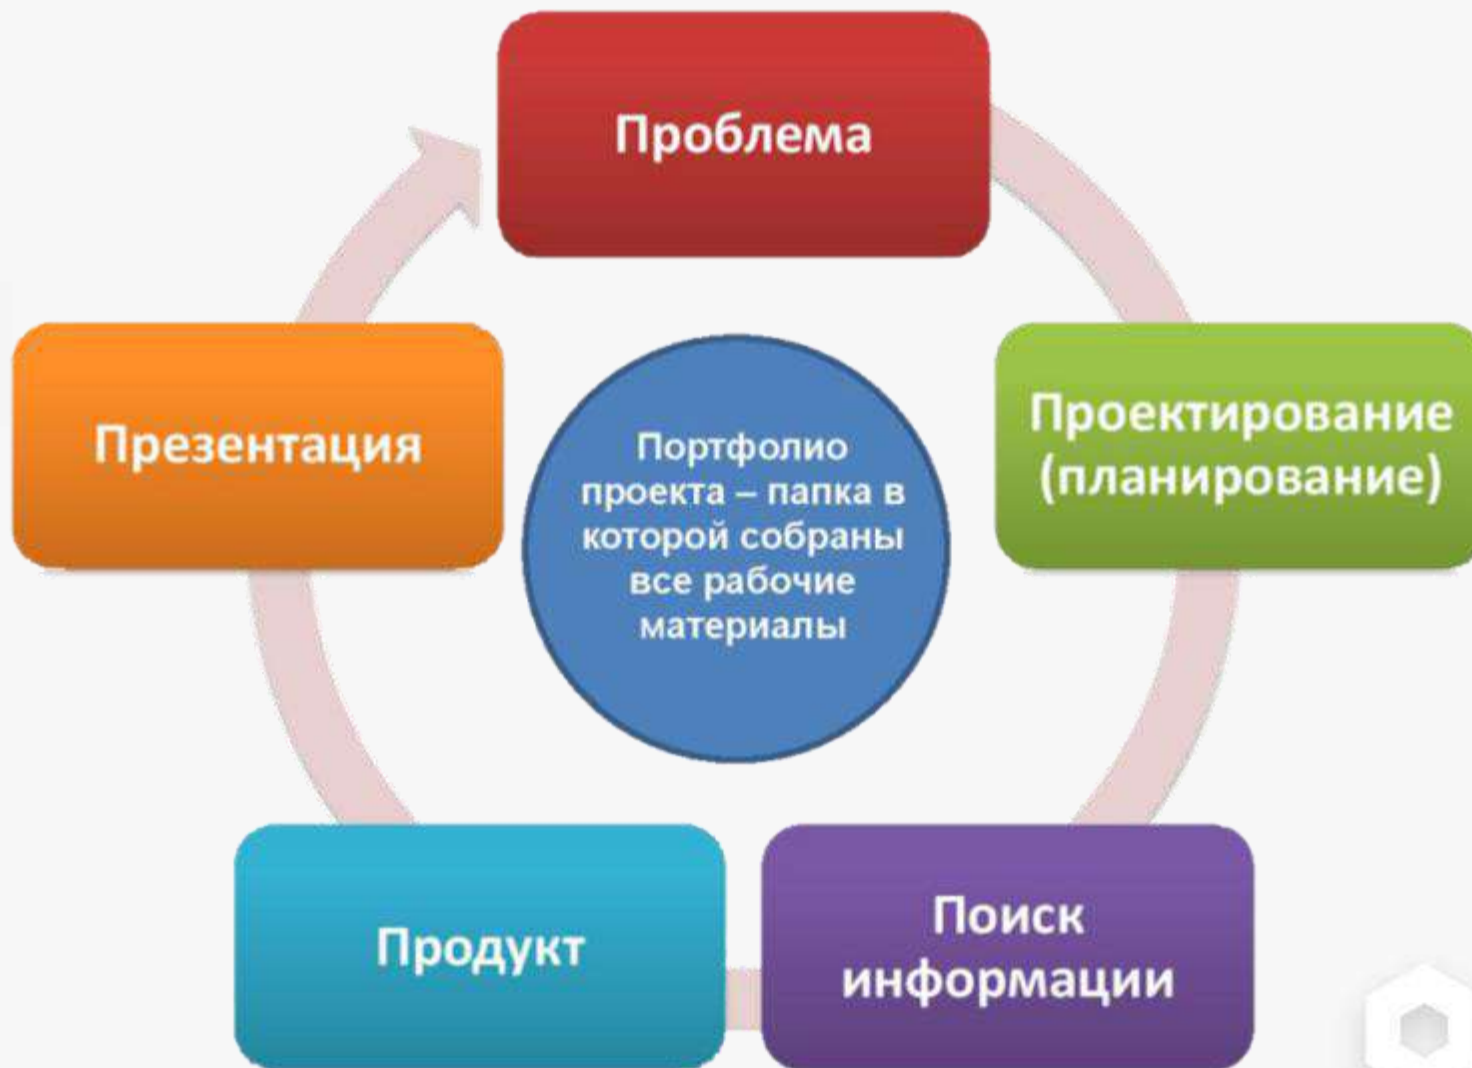 Проблема
Проектирование
(планирование)
Поиск
информации
Продукт
Презентация
Портфолио
проекта – папка в
которой собраны
все рабочие
материалы